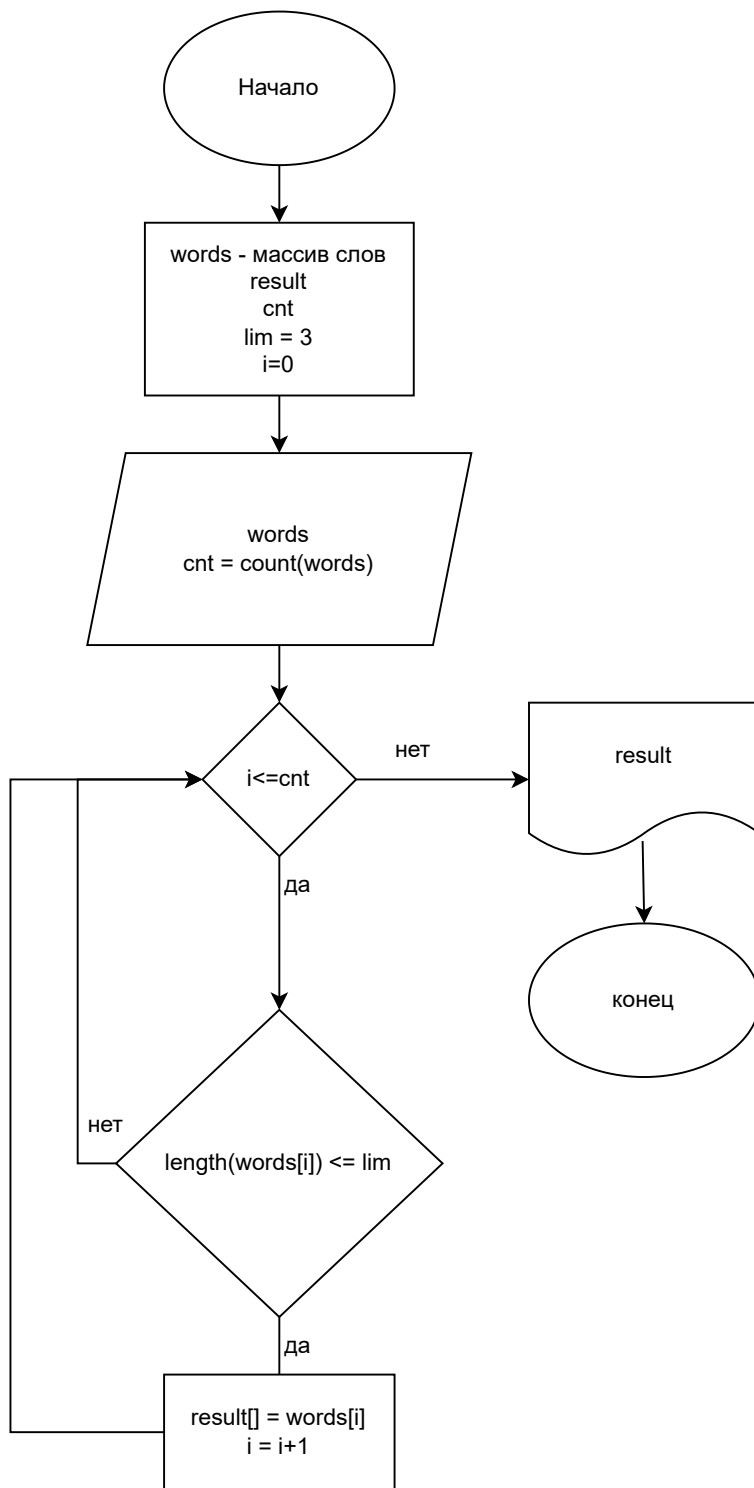 Начало
words - массив слов
result
cnt
lim = 3
i=0
words
cnt = count(words)
i<=cnt
нет
result
да
конец
нет
length(words[i]) <= lim
да
result[] = words[i]
i = i+1